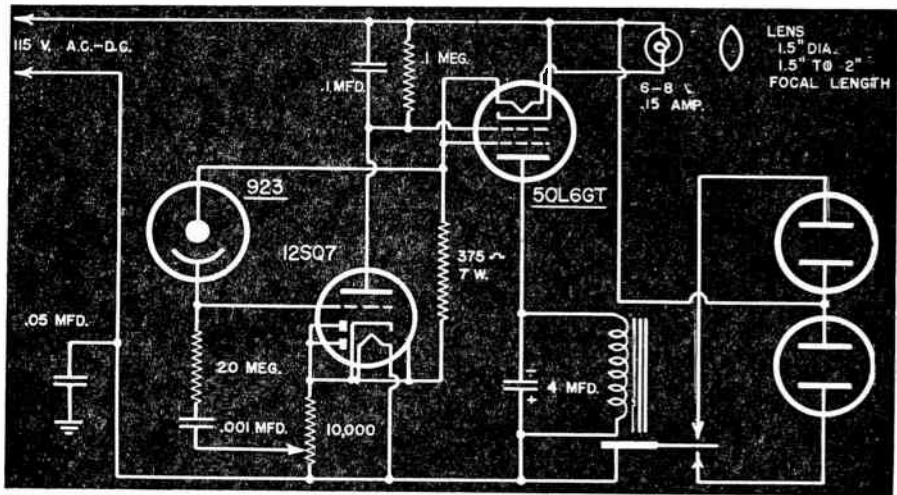 115 V. A.C.-D.C.
.1 MFD.
.1 MEG.
6-8 V.
.15 AMP.
LENS
1.5" DIA.
1.5" TO 2"
FOCAL LENGTH
923
50L6GT
12SQ7
375 ~
7 W.
.05 MFD.
20 MEG.
.001 MFD.
10,000
-
+
4 MFD.